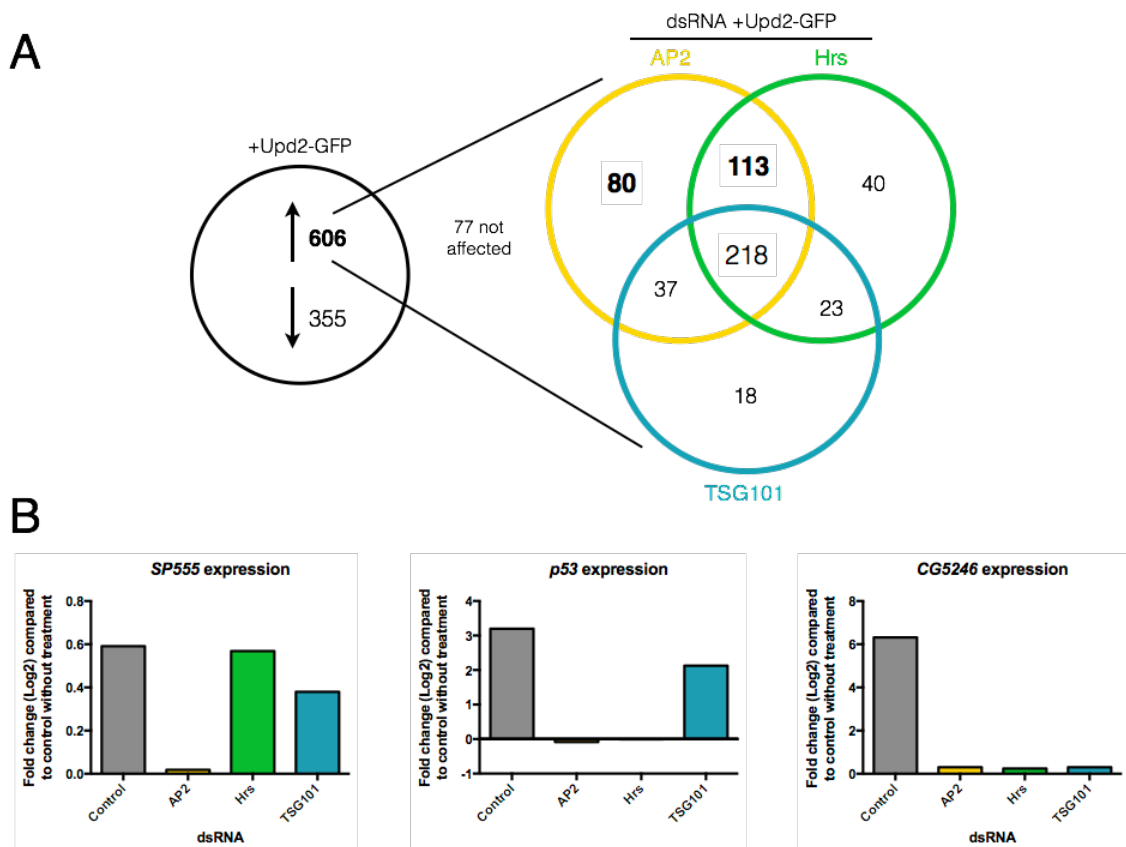 A
dsRNA +Upd2-GFP
AP2 Hrs
+Upd2-GFP
606
355
77 not
affected
80
113
40
218
37
23
18
TSG101
B
SP555 expression
Fold change (Log2) compared
to control without treatment
0.8
0.6
0.4
0.2
0.0
Control AP2 Hrs TSG101
dsRNA
p53 expression
Fold change (Log2) compared
to control without treatment
4
3
2
1
0
-1
Control AP2 Hrs TSG101
CG5246 expression
Fold change (Log2) compared
to control without treatment
8
6
4
2
0
Control AP2 Hrs TSG101
dsRNA